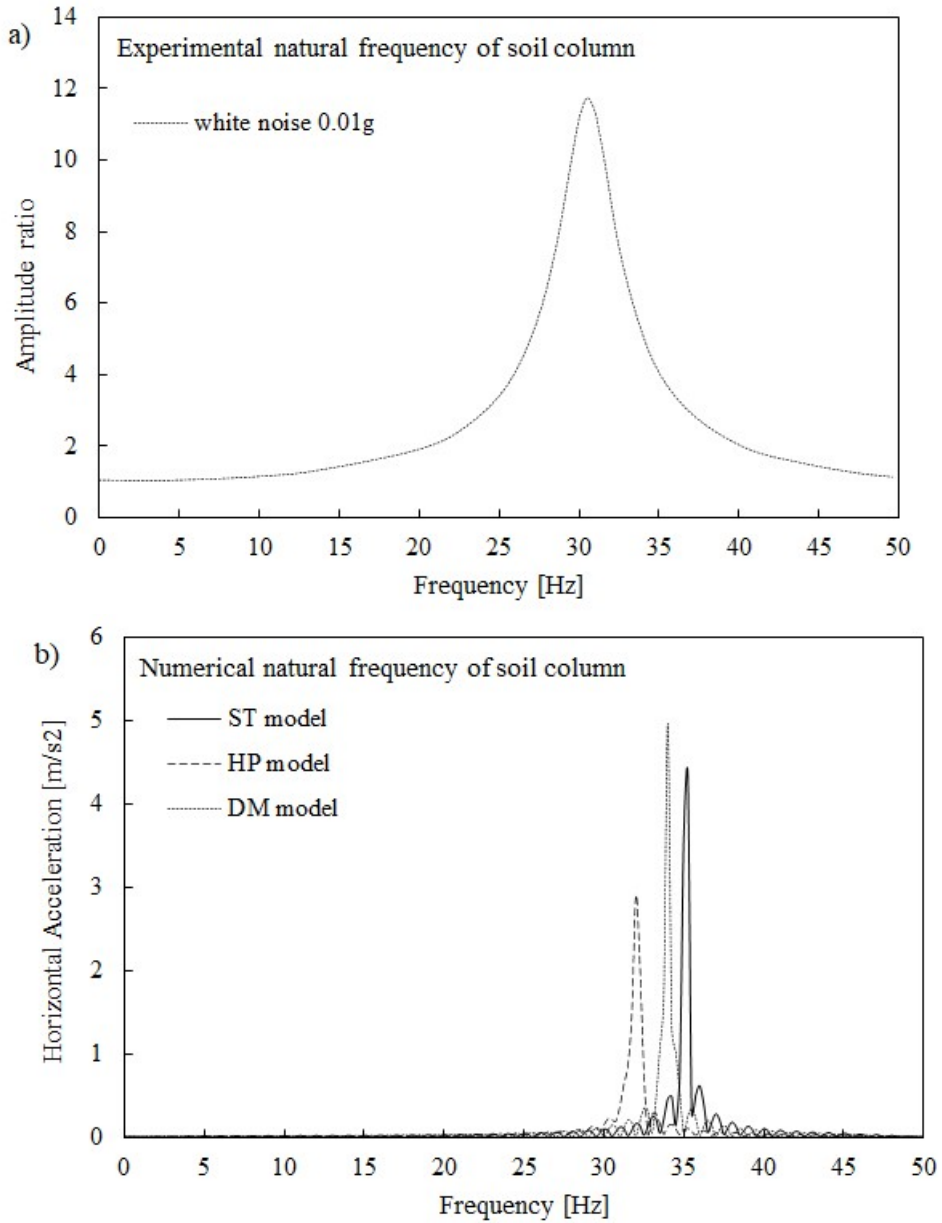 a)
Experimental natural frequency of soil column
white noise 0.01g
14
12
10
8
6
4
2
0
Amplitude ratio
0 5 10 15 20 25 30 35 40 45 50
Frequency [Hz]
b)
Numerical natural frequency of soil column
ST model
HP model
DM model
6
5
4
3
2
1
0
Horizontal Acceleration [m/s2]
0 5 10 15 20 25 30 35 40 45 50
Frequency [Hz]